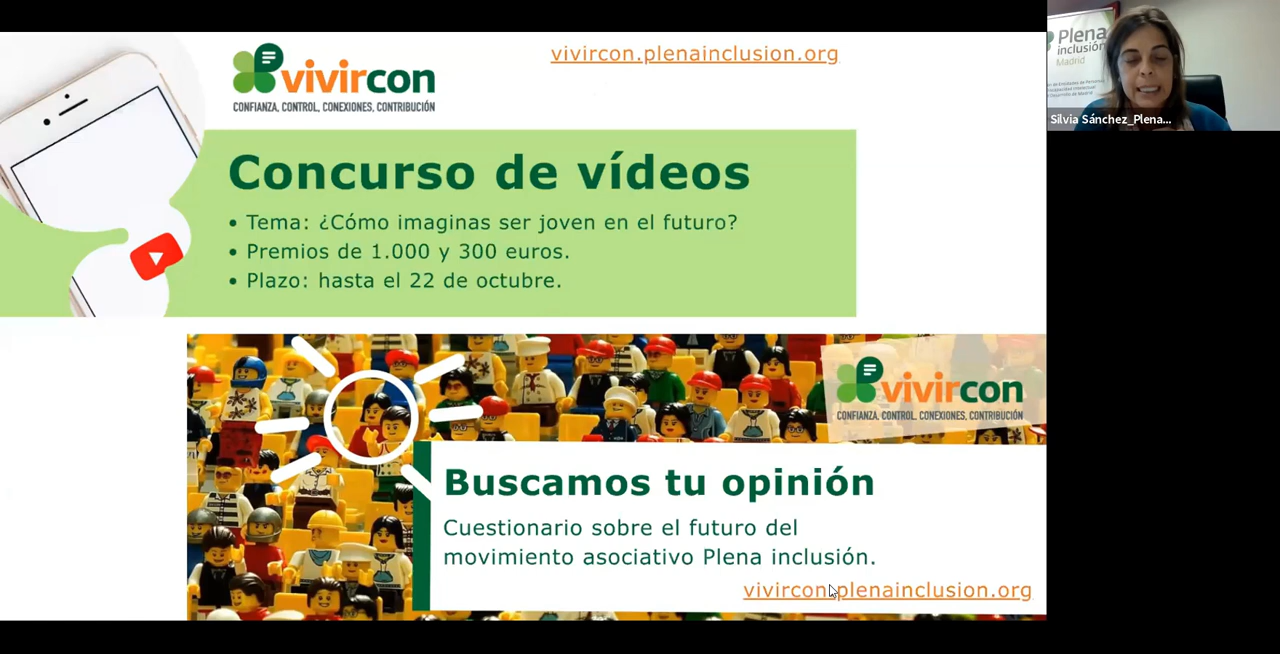 vivircon
CONFIANZA, CONTROL, CONEXIONES, CONTRIBUCIÓN
vivircon.plenainclusion.org
Plena
inclusión
Madrid
Silvia Sánchez_Plena...
Concurso de vídeos
• Tema: ¿Cómo imaginas ser joven en el futuro?
• Premios de 1.000 y 300 euros.
• Plazo: hasta el 22 de octubre.
vivircon
CONFIANZA, CONTROL, CONEXIONES, CONTRIBUCIÓN
Buscamos tu opinión
Cuestionario sobre el futuro del
movimiento asociativo Plena inclusión.
vivircon.plenainclusion.org